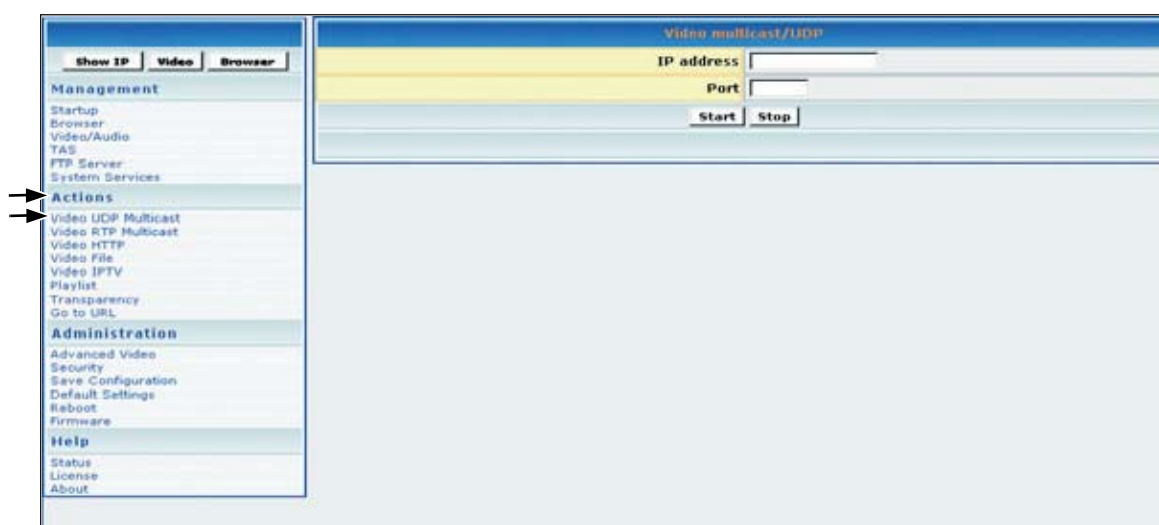 Show IP Video Browser
Management
Startup
Browser
Video/Audio
TAS
FTP Server
System Services
Actions
Video UDP Multicast
Video RTP Multicast
Video HTTP
Video File
Video IPTV
Playlist
Transparency
Go to URL
Administration
Advanced Video
Security
Save Configuration
Default Settings
Reboot
Firmware
Help
Status
License
About
Video multicast/UDP
IP address
Port
Start Stop